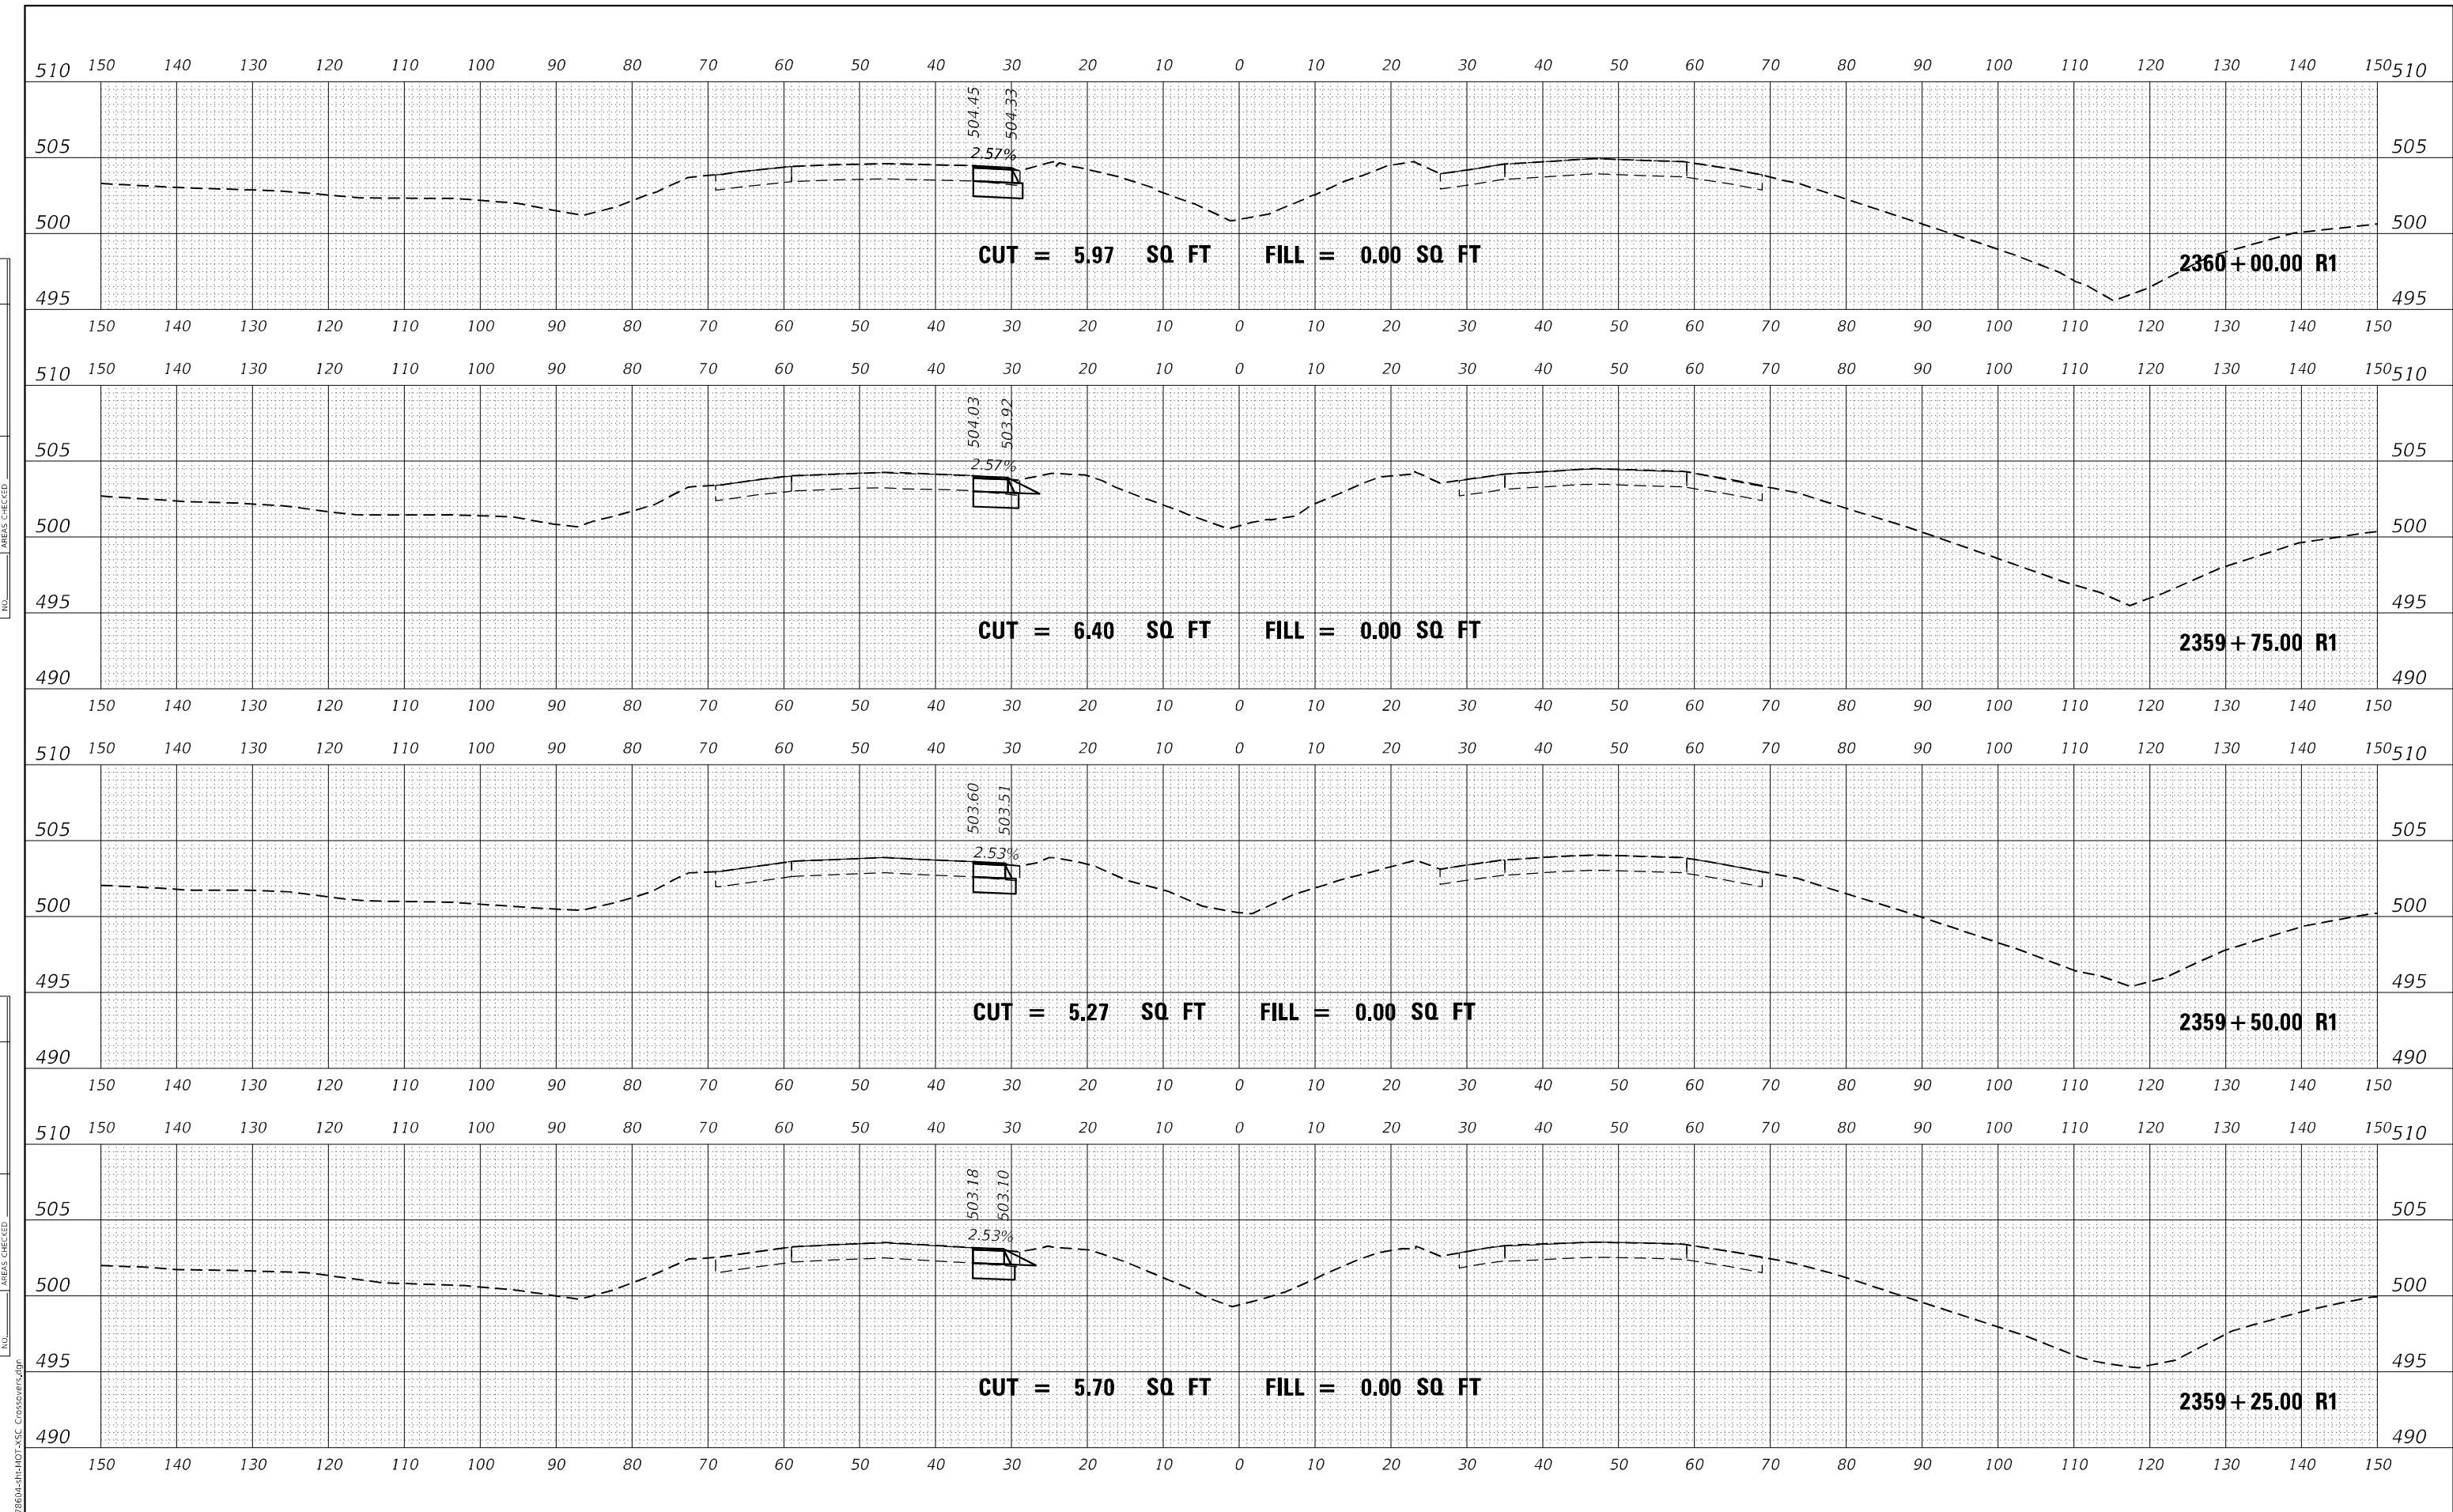 150 140 130 120 110 100 90 80 70 60 50 40 30 20 10 0 10 20 30 40 50 60 70 80 90 100 110 120 130 140 150
510 510
504.45 504.33
505 505
2.57%
500 500
CUT = 5.97 SQ FT FILL = 0.00 SQ FT
2360+00.00 R1
495 495
150 140 130 120 110 100 90 80 70 60 50 40 30 20 10 0 10 20 30 40 50 60 70 80 90 100 110 120 130 140 150
150 140 130 120 110 100 90 80 70 60 50 40 30 20 10 0 10 20 30 40 50 60 70 80 90 100 110 120 130 140 150
510 510
504.03 503.92
505 505
2.57%
500 500
495 495
CUT = 6.40 SQ FT FILL = 0.00 SQ FT
2359+75.00 R1
490 490
150 140 130 120 110 100 90 80 70 60 50 40 30 20 10 0 10 20 30 40 50 60 70 80 90 100 110 120 130 140 150
150 140 130 120 110 100 90 80 70 60 50 40 30 20 10 0 10 20 30 40 50 60 70 80 90 100 110 120 130 140 150
510 510
503.60 503.51
505 505
2.53%
500 500
495 495
CUT = 5.27 SQ FT FILL = 0.00 SQ FT
2359+50.00 R1
490 490
150 140 130 120 110 100 90 80 70 60 50 40 30 20 10 0 10 20 30 40 50 60 70 80 90 100 110 120 130 140 150
150 140 130 120 110 100 90 80 70 60 50 40 30 20 10 0 10 20 30 40 50 60 70 80 90 100 110 120 130 140 150
510 510
503.18 503.10
505 505
2.53%
500 500
495 495
CUT = 5.70 SQ FT FILL = 0.00 SQ FT
2359+25.00 R1
490 490
150 140 130 120 110 100 90 80 70 60 50 40 30 20 10 0 10 20 30 40 50 60 70 80 90 100 110 120 130 140 150
NO. AREAS CHECKED
NO. AREAS CHECKED
78604-sht-MOT-XSC_Crossovers.dgn